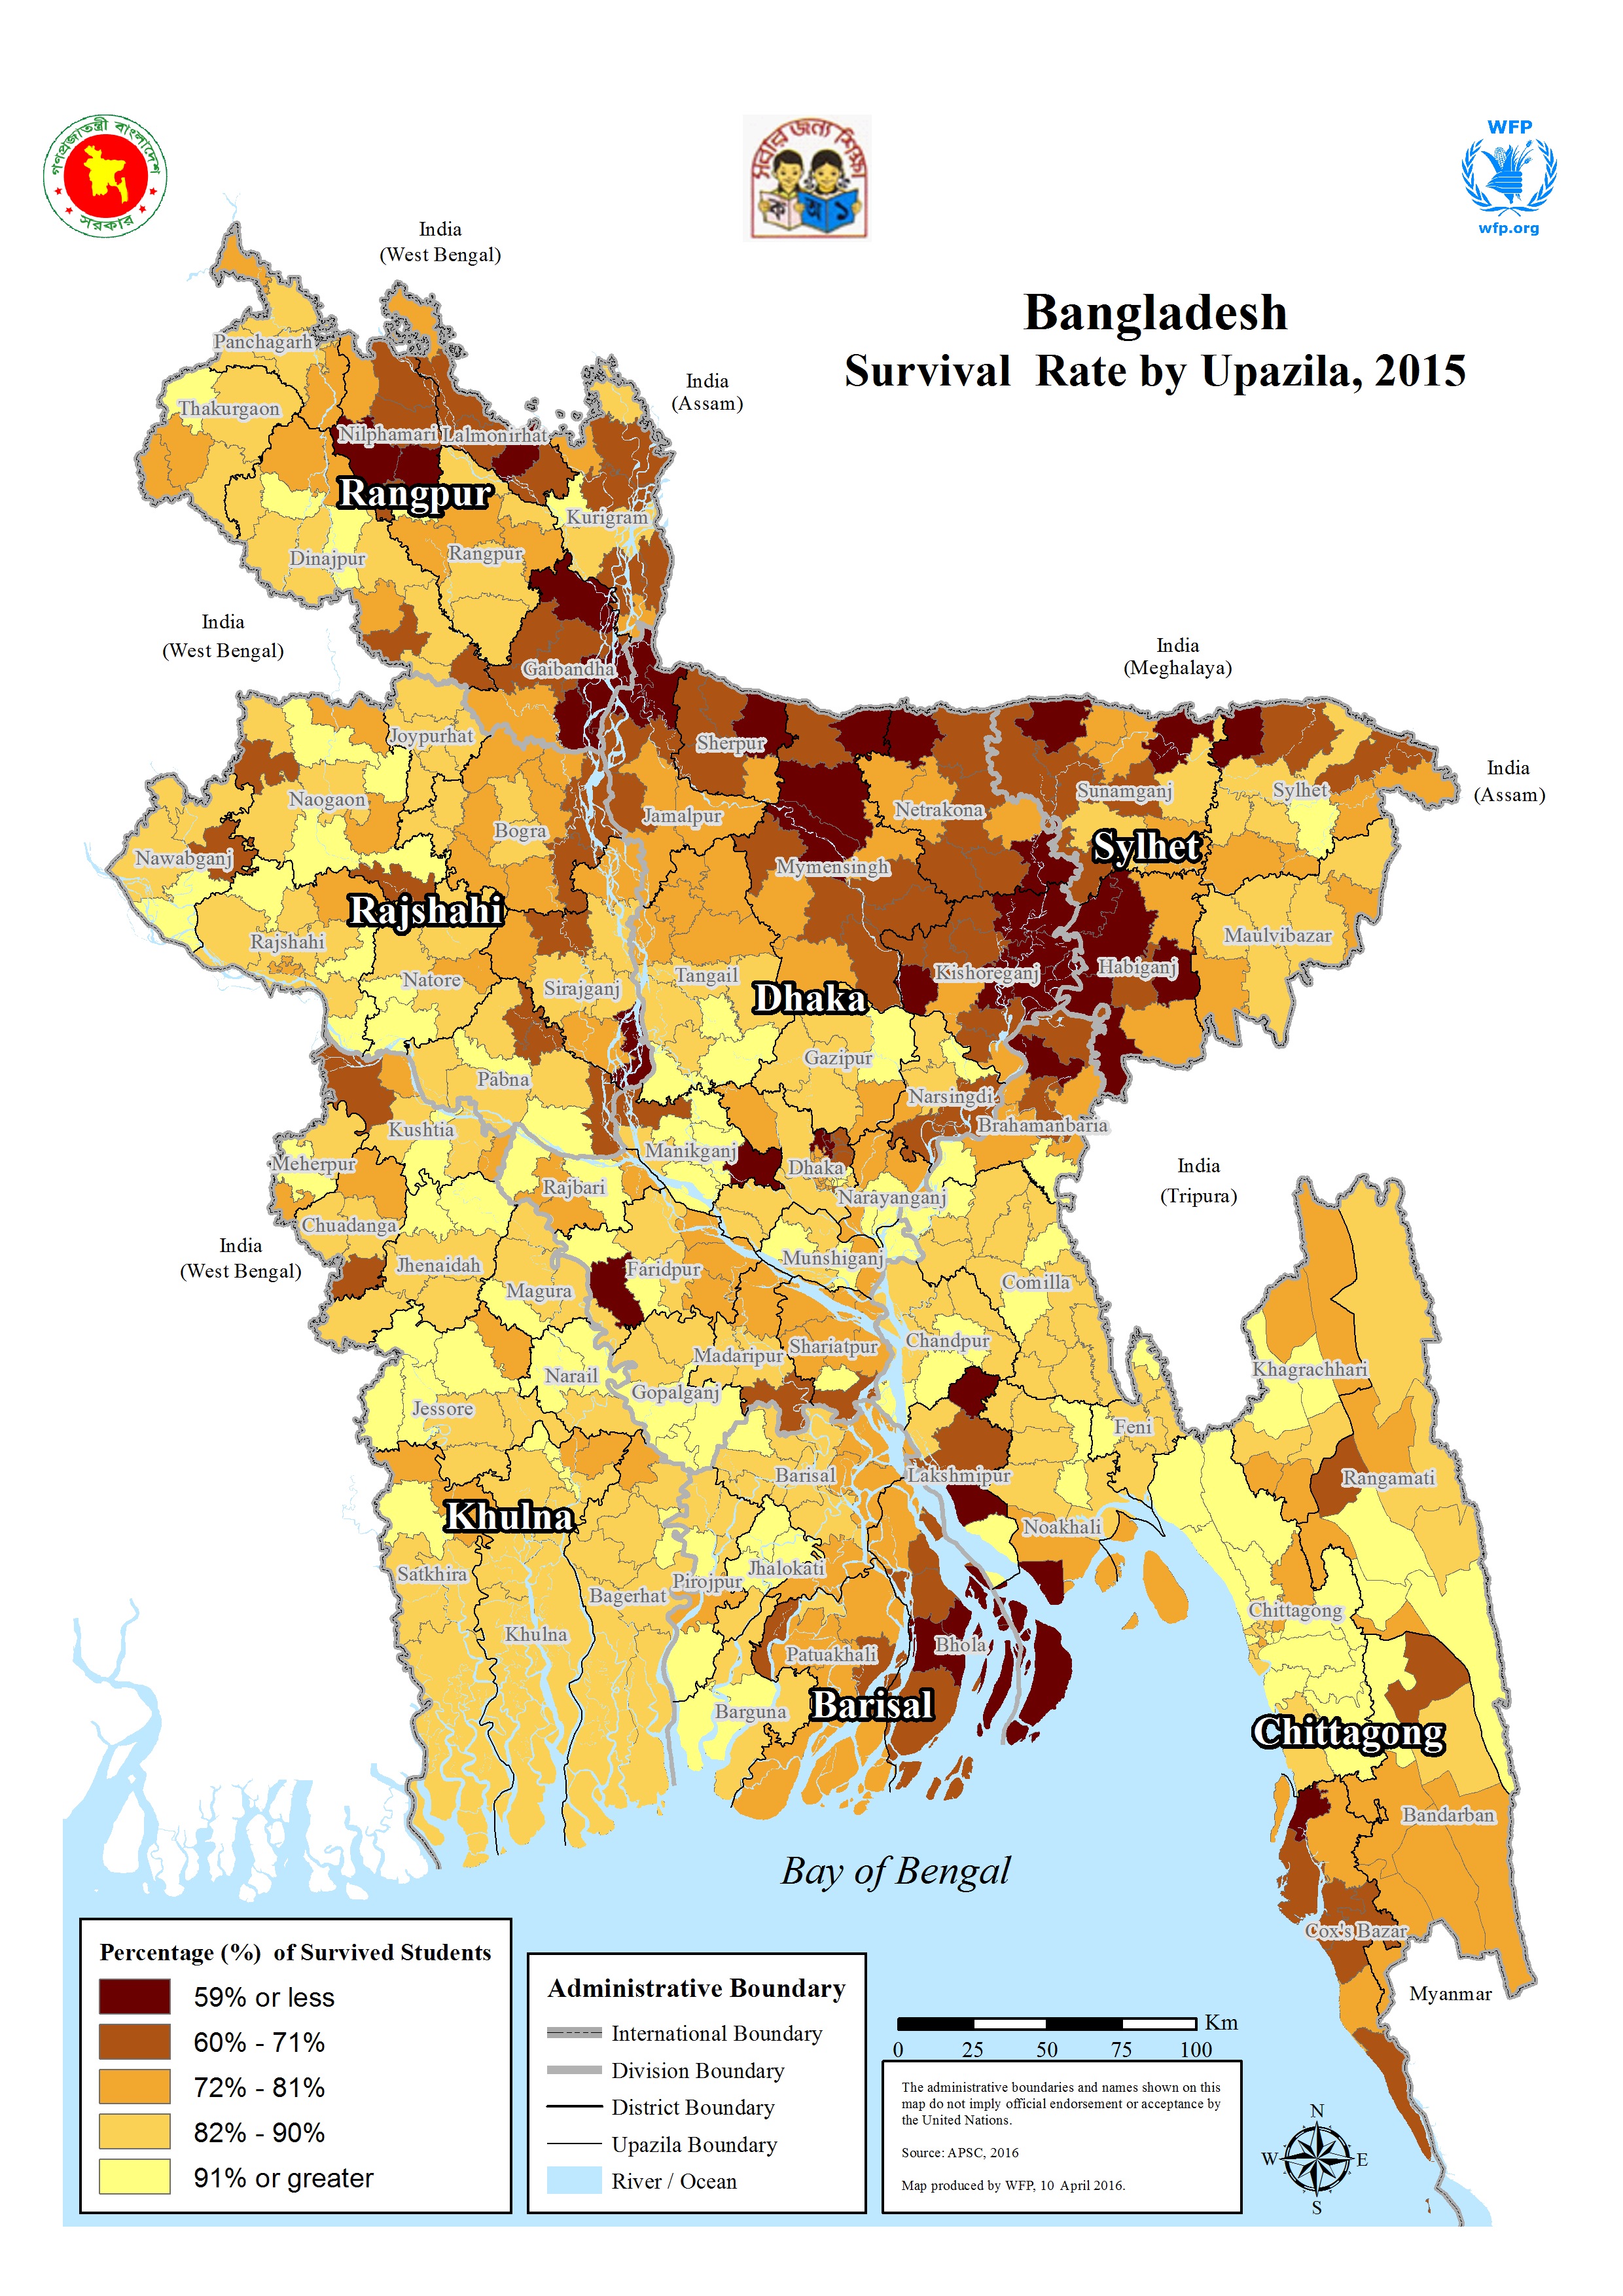 গণপ্রজাতন্ত্রী বাংলাদেশ
সরকার
সবার জন্য শিক্ষা
ক
অ
১
WFP
wfp.org
Bangladesh
Survival Rate by Upazila, 2015
India
(West Bengal)
India
(Assam)
Panchagarh
Thakurgaon
Nilphamari
Lalmonirhat
Rangpur
Kurigram
Dinajpur
Rangpur
India
(West Bengal)
India
(Meghalaya)
Gaibandha
Joypurhat
Sherpur
India
(Assam)
Naogaon
Sunamganj
Sylhet
Netrakona
Jamalpur
Bogra
Sylhet
Nawabganj
Mymensingh
Rajshahi
Rajshahi
Maulvibazar
Natore
Sirajganj
Tangail
Kishoreganj
Habiganj
Dhaka
Gazipur
Pabna
Narsingdi
Kushtia
Brahamanbaria
Manikganj
Meherpur
Dhaka
India
(Tripura)
Rajbari
Narayanganj
Chuadanga
India
(West Bengal)
Jhenaidah
Faridpur
Munshiganj
Magura
Comilla
Madaripur
Shariatpur
Chandpur
Narail
Gopalganj
Khagrachhari
Jessore
Feni
Barisal
Lakshmipur
Rangamati
Khulna
Noakhali
Satkhira
Bagerhat
Pirojpur
Jhalokati
Chittagong
Khulna
Patuakhali
Bhola
Barguna
Barisal
Chittagong
Bandarban
Bay of Bengal
Cox's Bazar
Myanmar
Percentage (%) of Survived Students
59% or less
60% - 71%
72% - 81%
82% - 90%
91% or greater
Administrative Boundary
International Boundary
Division Boundary
District Boundary
Upazila Boundary
River / Ocean
Km
0 25 50 75 100
The administrative boundaries and names shown on this
map do not imply official endorsement or acceptance by
the United Nations.
Source: APSC, 2016
Map produced by WFP, 10 April 2016.
N
W
E
S